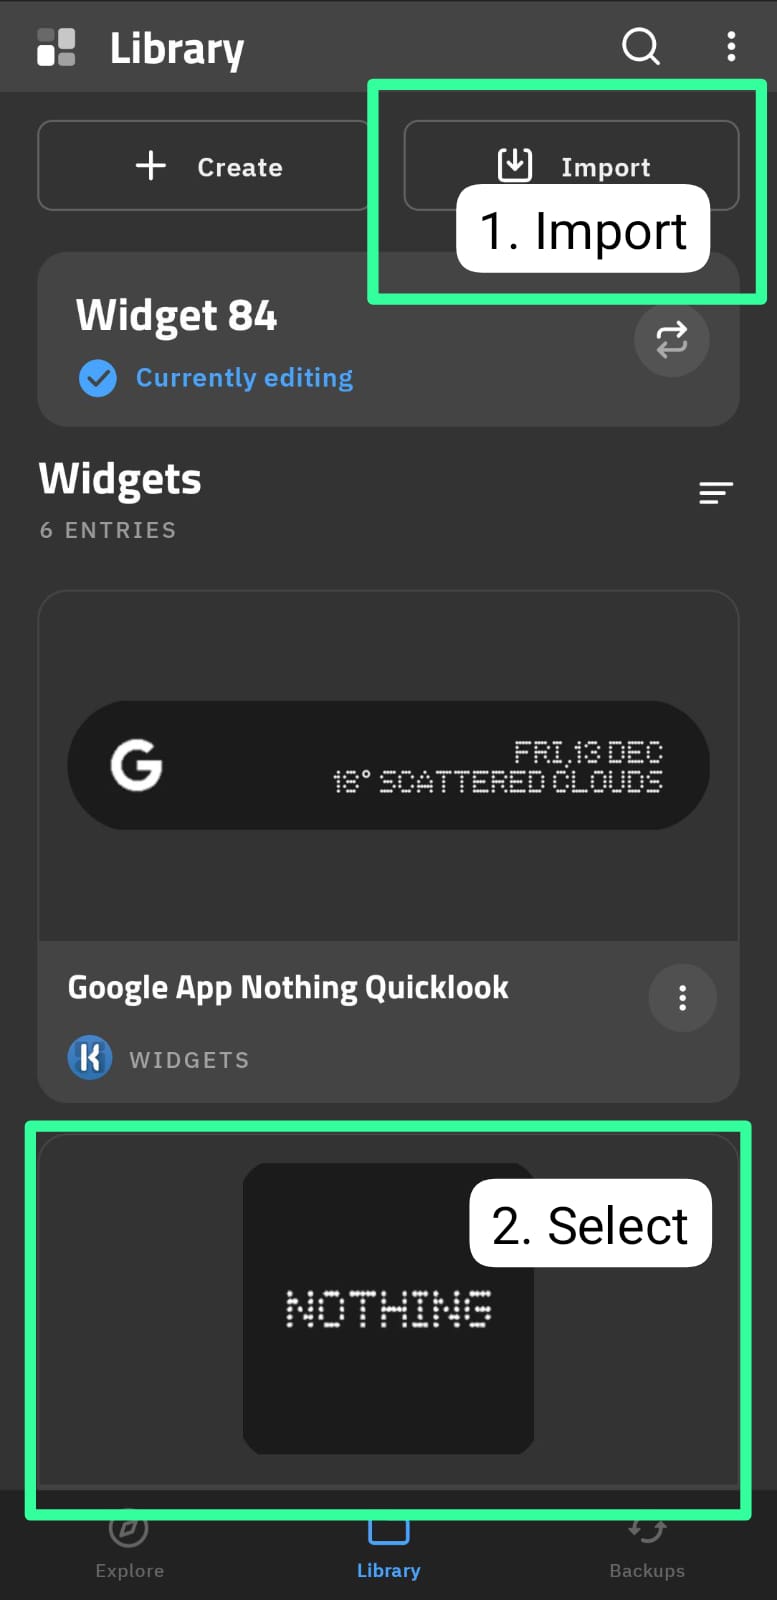 Library
Create
Import
1. Import
Widget 84
Currently editing
Widgets
6 ENTRIES
G
FRI,13 DEC
18° SCATTERED CLOUDS
Google App Nothing Quicklook
K
WIDGETS
2. Select
NOTHING
Explore
Library
Backups